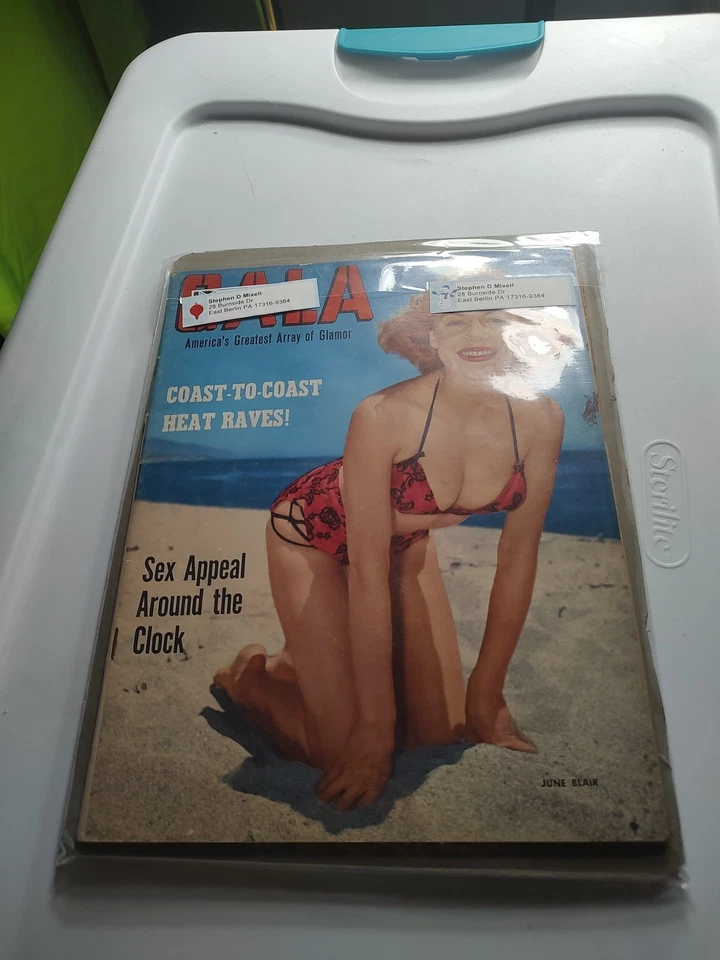 GALA
Stephen D Mixell
28 Burnside Dr
East Berlin PA 17316-9384
Stephen D Mixell
28 Burnside Dr
East Berlin PA 17316-9384
America's Greatest Array of Glamor
COAST-TO-COAST
HEAT RAVES!
Sex Appeal
Around the
Clock
JUNE BLAIR
Sterilite